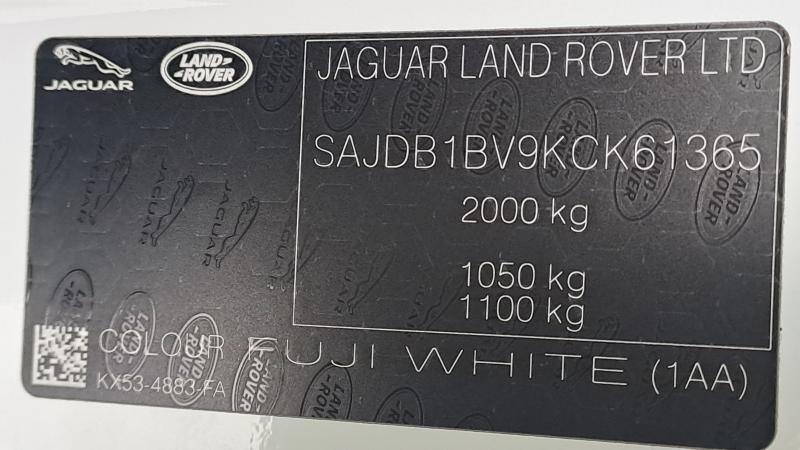 JAGUAR
LAND-
-ROVER
JAGUAR LAND ROVER LTD
SAJDB1BV9KCK61365
2000 kg
1050 kg
1100 kg
COLOUR FUJI WHITE (1AA)
KX53-4883-FA